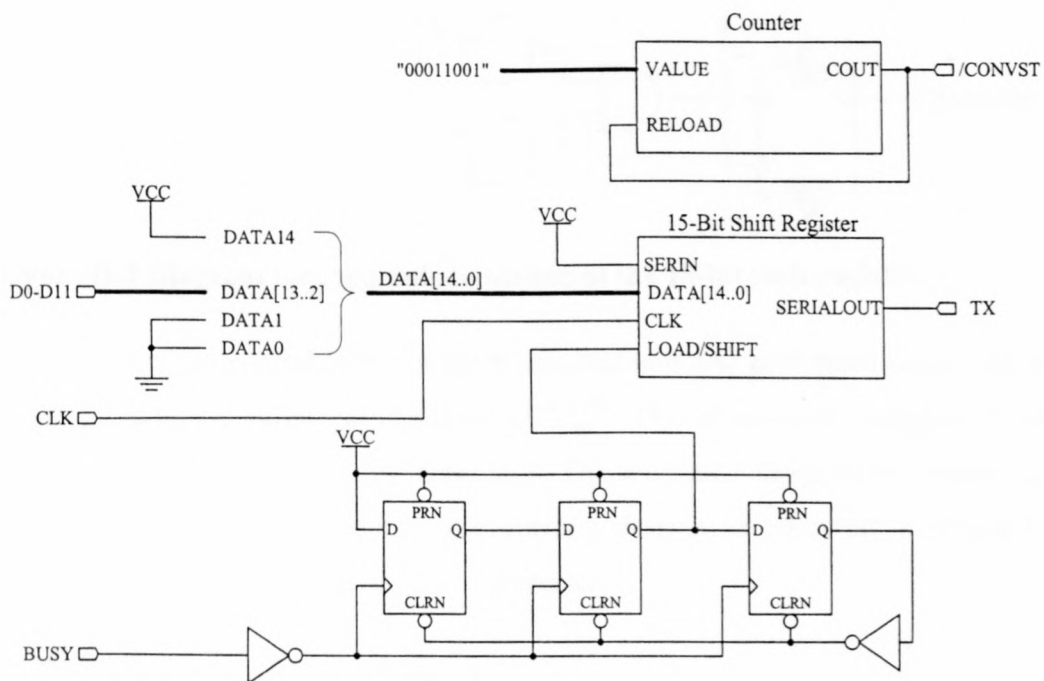 Counter
"00011001"
VALUE
COUT
/CONVST
RELOAD
VCC
DATA14
D0-D11
DATA[13..2]
DATA1
DATA0
DATA[14..0]
VCC
15-Bit Shift Register
SERIN
DATA[14..0]
SERIALOUT
TX
CLK
LOAD/SHIFT
CLK
VCC
PRN
D
Q
CLRN
PRN
D
Q
CLRN
PRN
D
Q
CLRN
BUSY